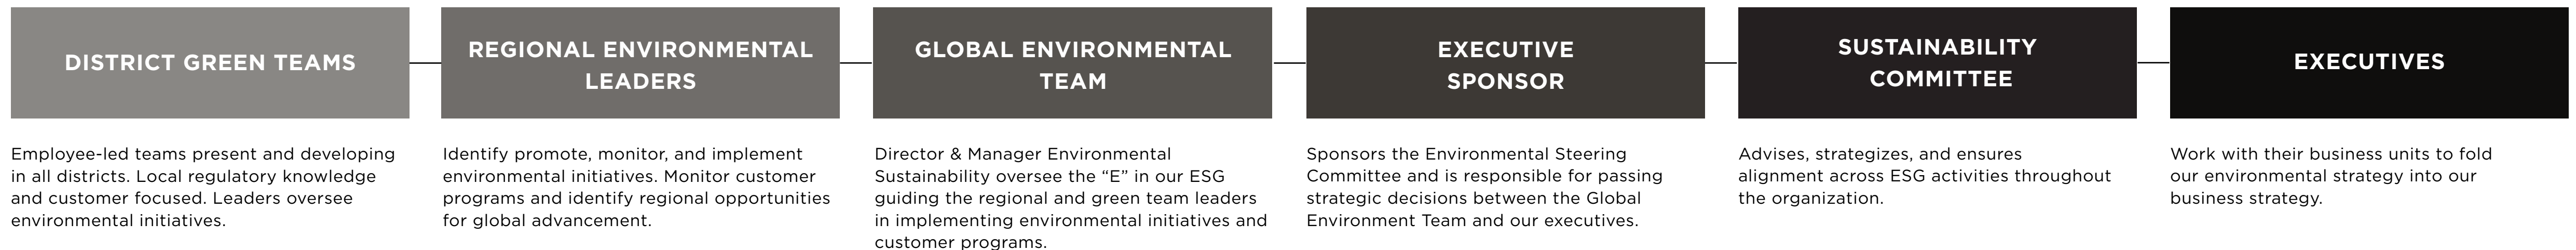 DISTRICT GREEN TEAMS
Employee-led teams present and developing
in all districts. Local regulatory knowledge
and customer focused. Leaders oversee
environmental initiatives.
REGIONAL ENVIRONMENTAL
LEADERS
Identify promote, monitor, and implement
environmental initiatives. Monitor customer
programs and identify regional opportunities
for global advancement.
GLOBAL ENVIRONMENTAL
TEAM
Director & Manager Environmental
Sustainability oversee the “E” in our ESG
guiding the regional and green team leaders
in implementing environmental initiatives and
customer programs.
EXECUTIVE
SPONSOR
Sponsors the Environmental Steering
Committee and is responsible for passing
strategic decisions between the Global
Environment Team and our executives.
SUSTAINABILITY
COMMITTEE
Advises, strategizes, and ensures
alignment across ESG activities throughout
the organization.
EXECUTIVES
Work with their business units to fold
our environmental strategy into our
business strategy.